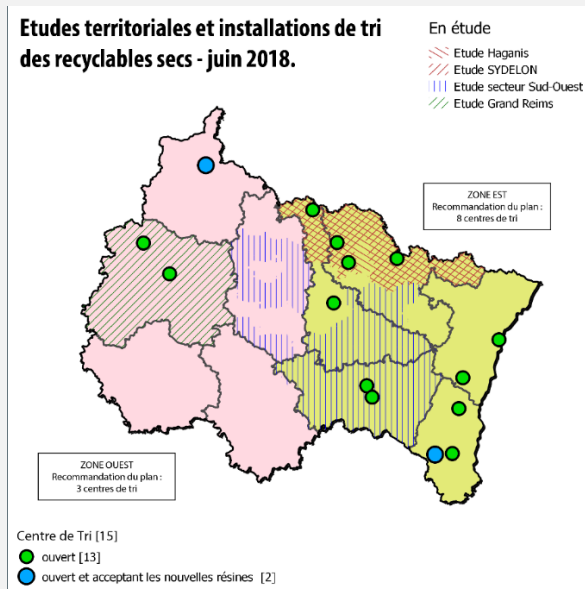 Etudes territoriales et installations de tri
des recyclables secs - juin 2018.
En étude
Etude Haganis
Etude SYDELON
Etude secteur Sud-Ouest
Etude Grand Reims
ZONE EST
Recommandation du plan :
8 centres de tri
ZONE OUEST
Recommandation du plan :
3 centres de tri
Centre de Tri [15]
ouvert [13]
ouvert et acceptant les nouvelles résines [2]